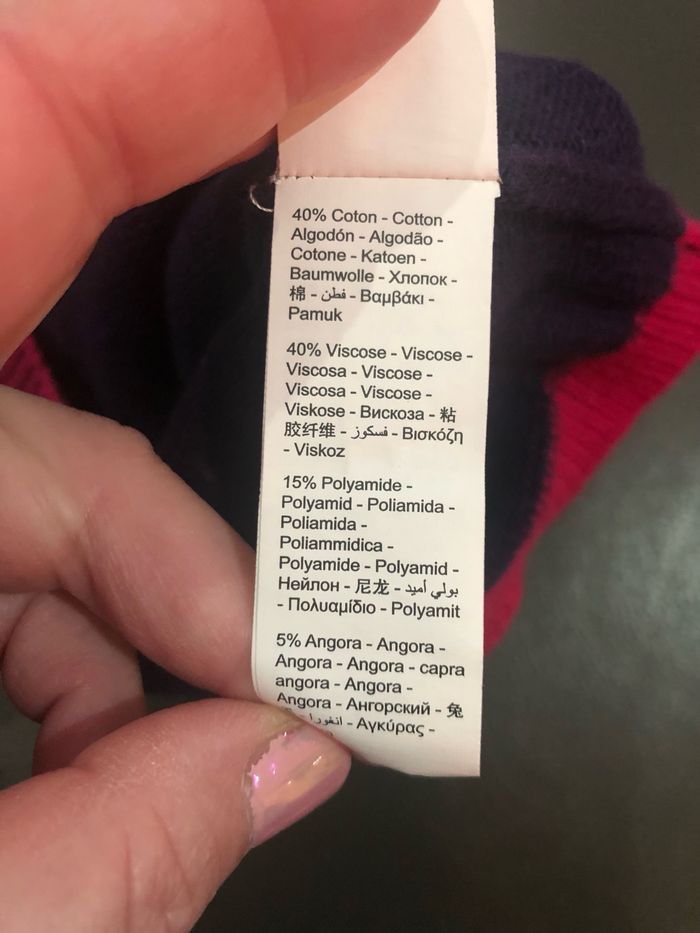 40% Coton - Cotton -
Algodón - Algodão -
Cotone - Katoen -
Baumwolle - Хлопок -
棉 - قطن - Βαμβάκι -
Pamuk
40% Viscose - Viscose -
Viscosa - Viscose -
Viscosa - Viscose -
Viskose - Вискоза - 粘
胶纤维 - فسكوز - Βισκόζη
- Viskoz
15% Polyamide -
Polyamid - Poliamida -
Poliamida -
Poliammidica -
Polyamide - Polyamid -
Нейлон - 尼龙 - بولي أميد
- Πολυαμίδιο - Polyamit
5% Angora - Angora -
Angora - Angora - capra
angora - Angora -
Angora - Ангорский - 兔
انغورا - Αγκύρας -